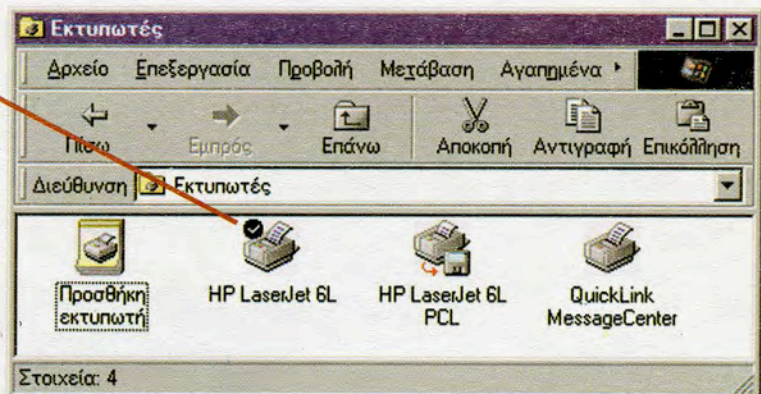 Εκτυπωτές
Αρχείο Επεξεργασία Προβολή Μετάβαση Αγαπημένα
Πίσω Εμπρός Επάνω Αποκοπή Αντιγραφή Επικόλληση
Διεύθυνση Εκτυπωτές
Προσθήκη εκτυπωτή
HP LaserJet 6L
HP LaserJet 6L PCL
QuickLink MessageCenter
Στοιχεία: 4